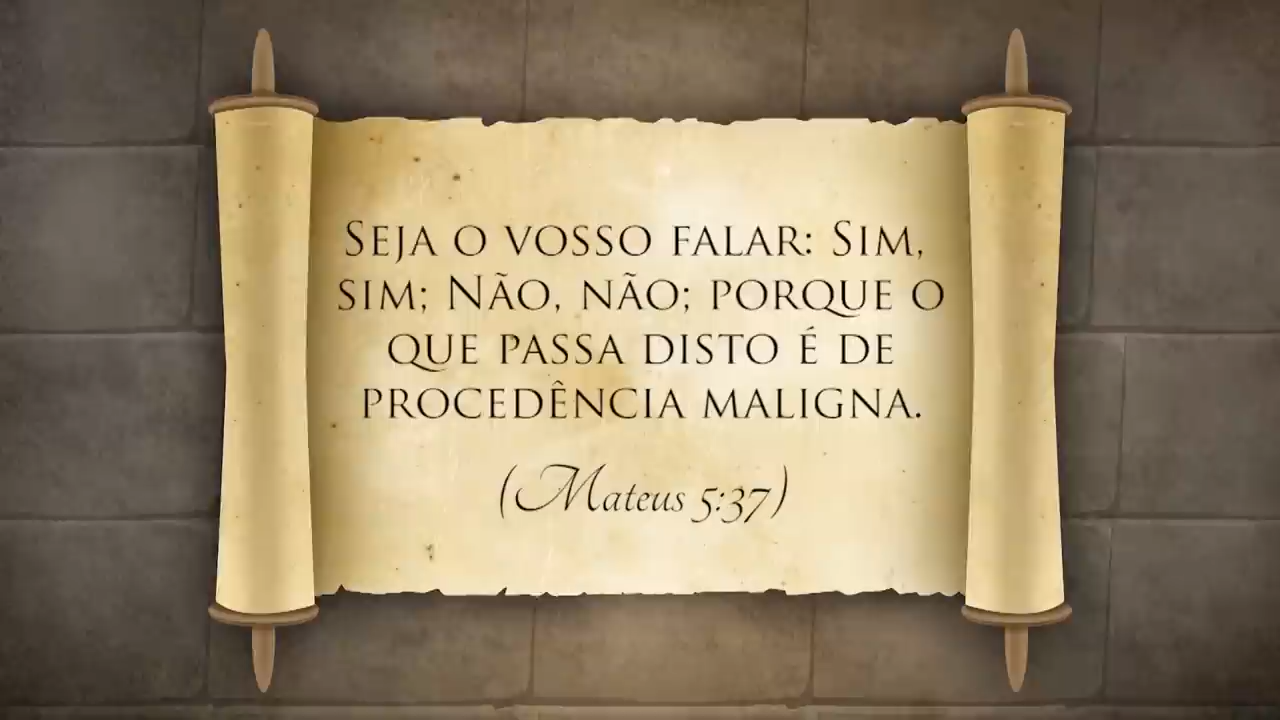 Seja o vosso falar: Sim,
sim; Não, não; porque o
que passa disto é de
procedência maligna.
(Mateus 5:37)